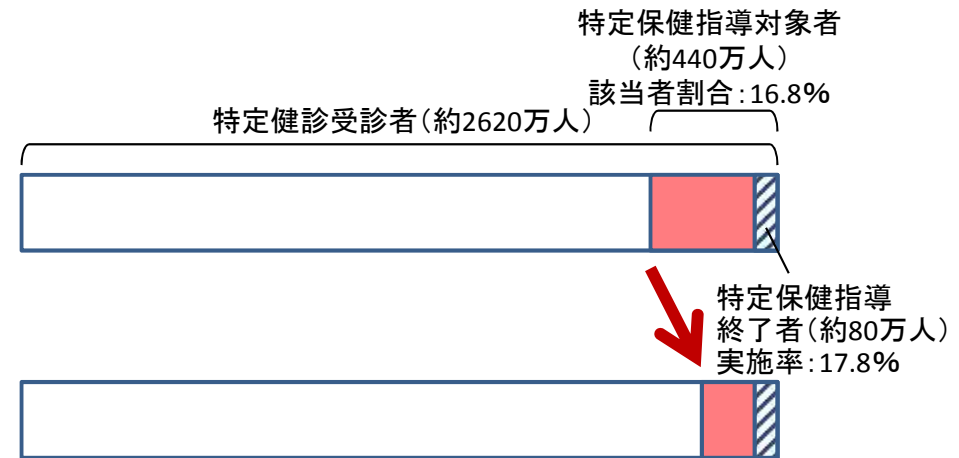 特定保健指導対象者
（約440万人）
該当者割合：16.8%
特定健診受診者（約2620万人）
特定保健指導
終了者（約80万人）
実施率：17.8%